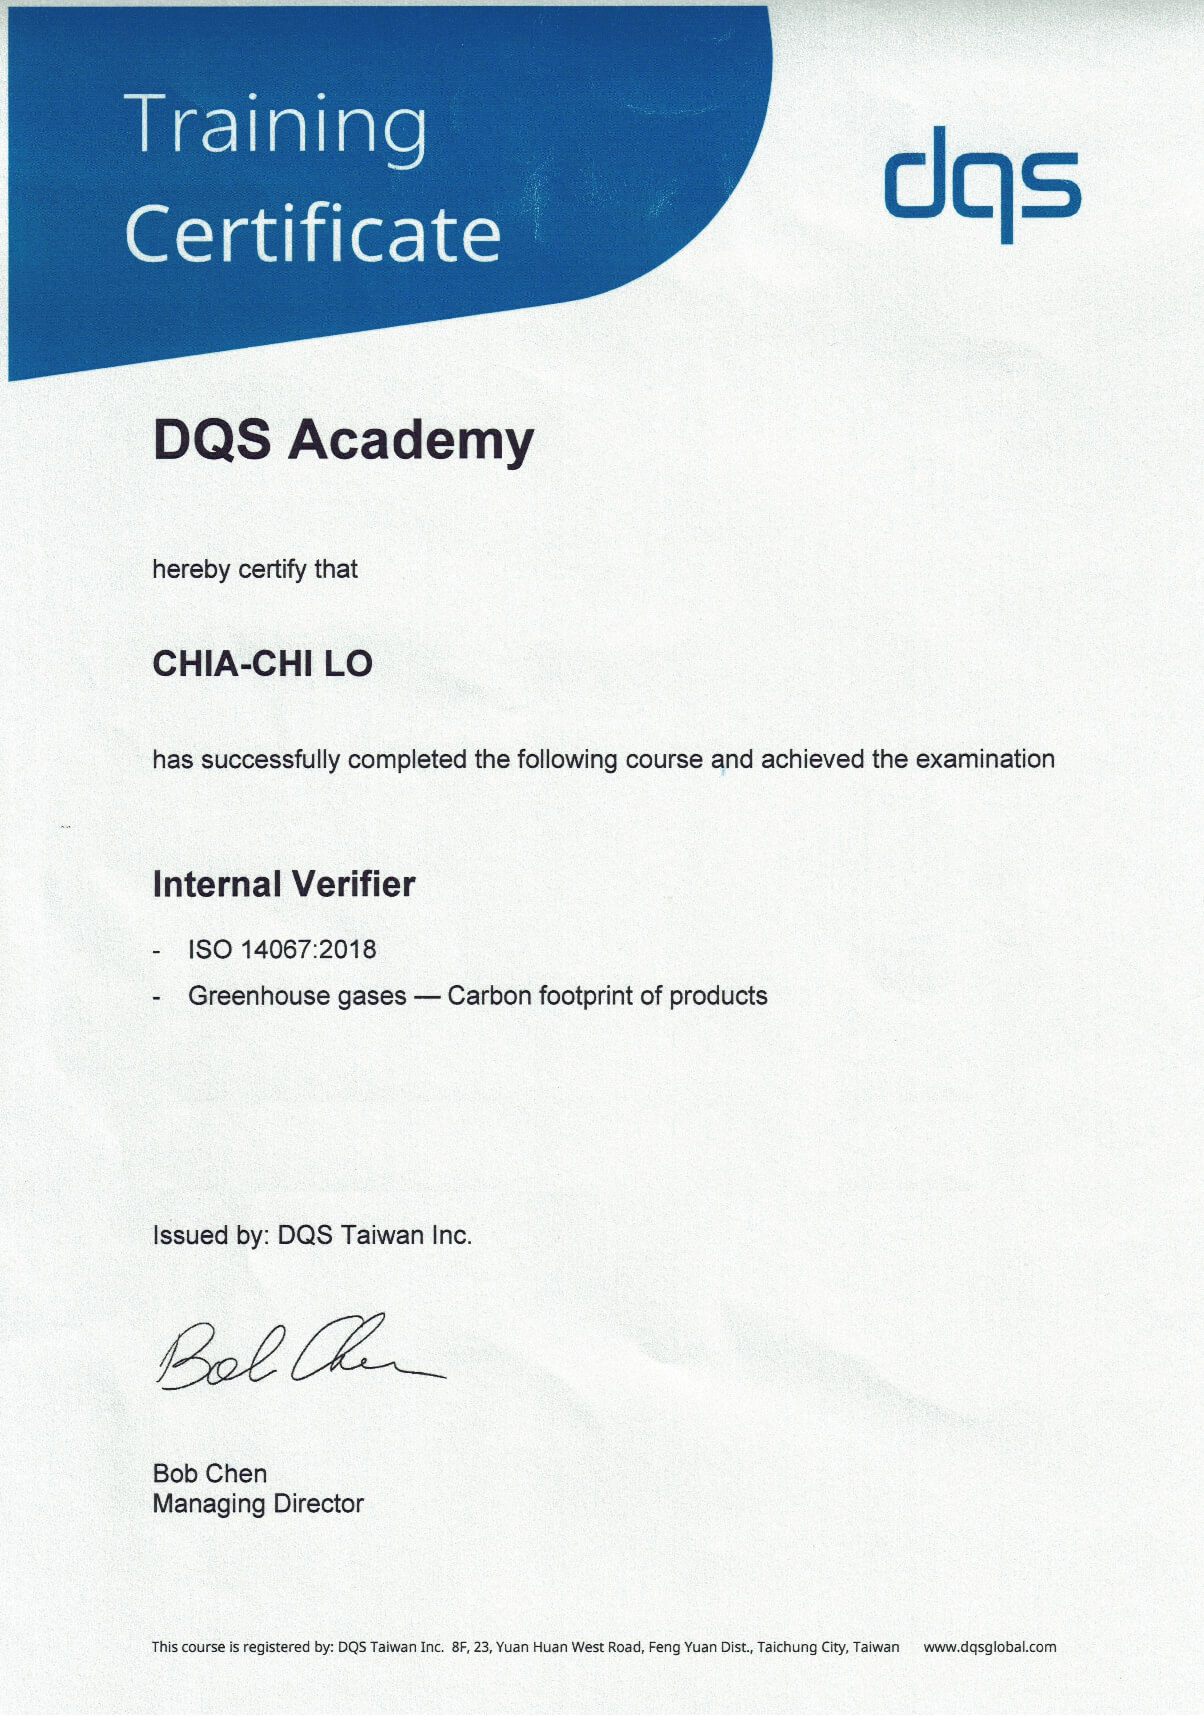 Training
Certificate
dqs
DQS Academy
hereby certify that
CHIA-CHI LO
has successfully completed the following course and achieved the examination
Internal Verifier
- ISO 14067:2018
- Greenhouse gases — Carbon footprint of products
Issued by: DQS Taiwan Inc.
Bob Chen
Bob Chen
Managing Director
This course is registered by: DQS Taiwan Inc. 8F, 23, Yuan Huan West Road, Feng Yuan Dist., Taichung City, Taiwan www.dqsglobal.com